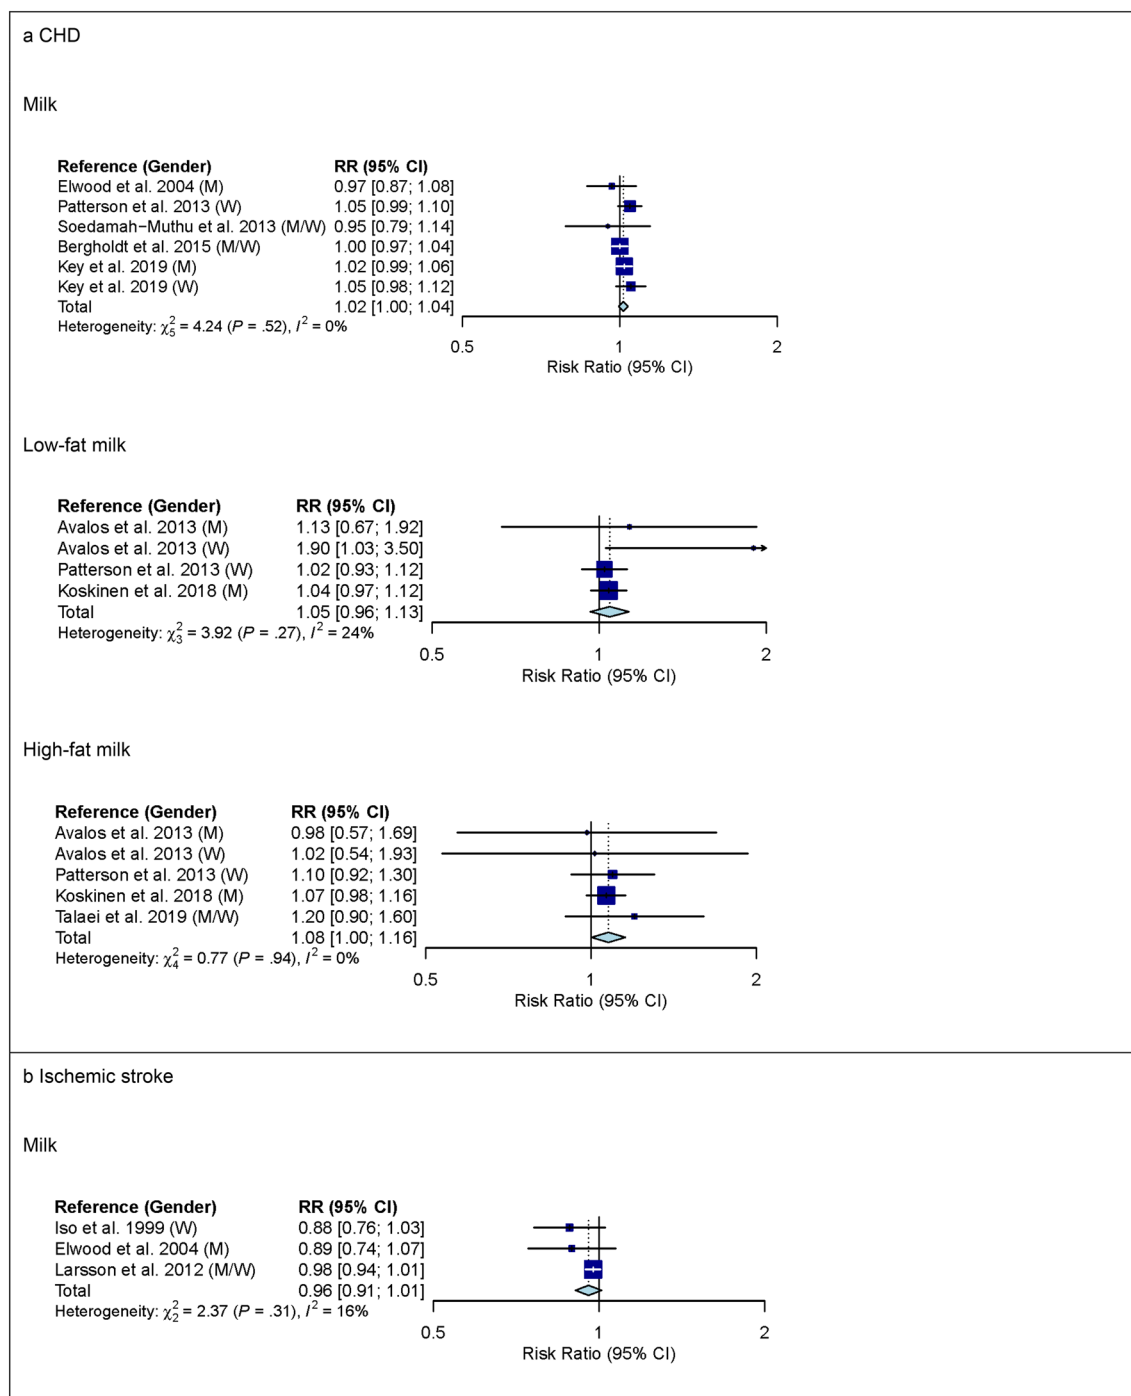 a CHD
Milk
Reference (Gender) RR (95% CI)
Elwood et al. 2004 (M) 0.97 [0.87; 1.08]
Patterson et al. 2013 (W) 1.05 [0.99; 1.10]
Soedamah−Muthu et al. 2013 (M/W) 0.95 [0.79; 1.14]
Bergholdt et al. 2015 (M/W) 1.00 [0.97; 1.04]
Key et al. 2019 (M) 1.02 [0.99; 1.06]
Key et al. 2019 (W) 1.05 [0.98; 1.12]
Total 1.02 [1.00; 1.04]
Heterogeneity: χ²₅ = 4.24 (P = .52), I² = 0%
0.5 1 2
Risk Ratio (95% CI)
Low-fat milk
Reference (Gender) RR (95% CI)
Avalos et al. 2013 (M) 1.13 [0.67; 1.92]
Avalos et al. 2013 (W) 1.90 [1.03; 3.50]
Patterson et al. 2013 (W) 1.02 [0.93; 1.12]
Koskinen et al. 2018 (M) 1.04 [0.97; 1.12]
Total 1.05 [0.96; 1.13]
Heterogeneity: χ²₃ = 3.92 (P = .27), I² = 24%
0.5 1 2
Risk Ratio (95% CI)
High-fat milk
Reference (Gender) RR (95% CI)
Avalos et al. 2013 (M) 0.98 [0.57; 1.69]
Avalos et al. 2013 (W) 1.02 [0.54; 1.93]
Patterson et al. 2013 (W) 1.10 [0.92; 1.30]
Koskinen et al. 2018 (M) 1.07 [0.98; 1.16]
Talaei et al. 2019 (M/W) 1.20 [0.90; 1.60]
Total 1.08 [1.00; 1.16]
Heterogeneity: χ²₄ = 0.77 (P = .94), I² = 0%
0.5 1 2
Risk Ratio (95% CI)
b Ischemic stroke
Milk
Reference (Gender) RR (95% CI)
Iso et al. 1999 (W) 0.88 [0.76; 1.03]
Elwood et al. 2004 (M) 0.89 [0.74; 1.07]
Larsson et al. 2012 (M/W) 0.98 [0.94; 1.01]
Total 0.96 [0.91; 1.01]
Heterogeneity: χ²₂ = 2.37 (P = .31), I² = 16%
0.5 1 2
Risk Ratio (95% CI)